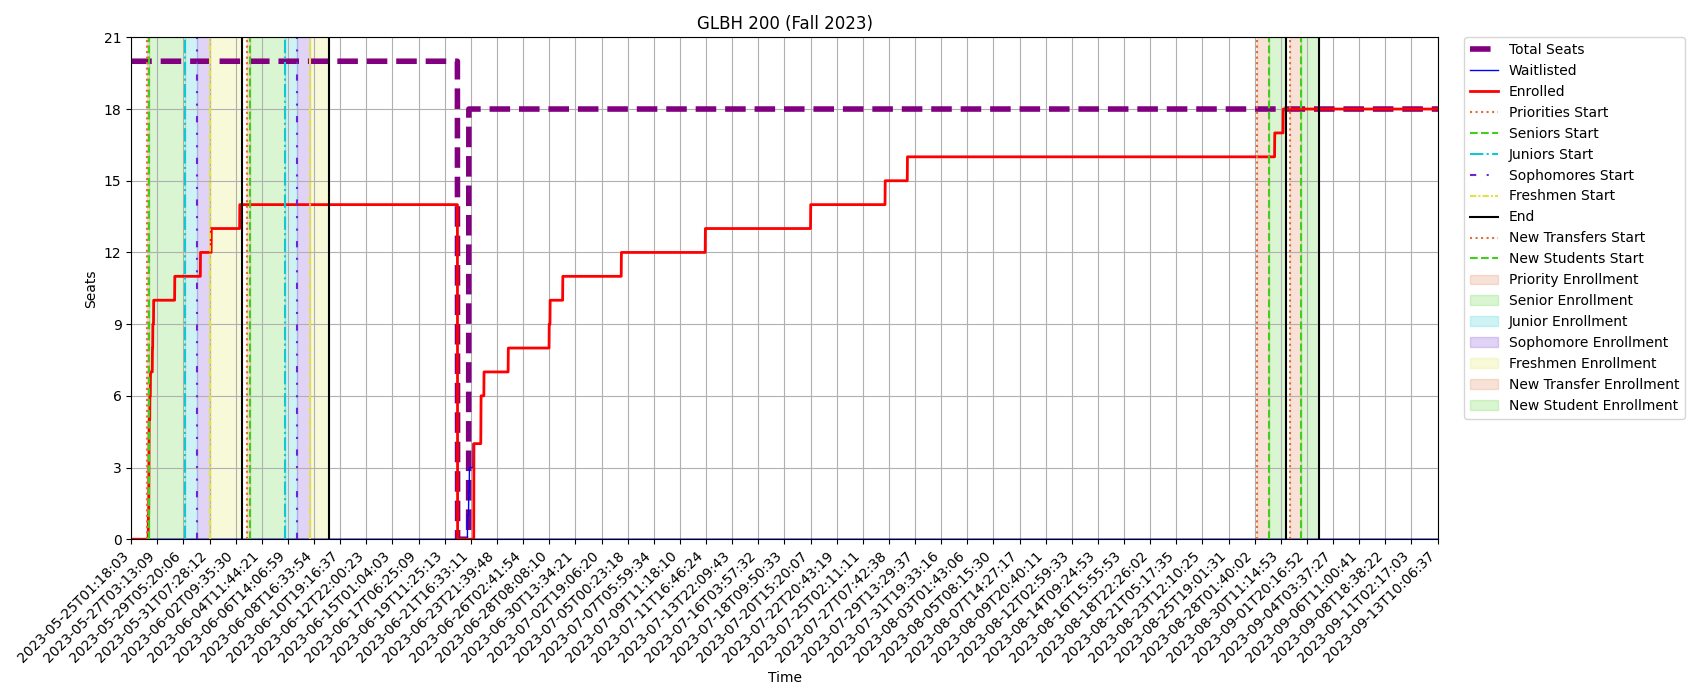 GLBH 200 (Fall 2023)
Seats
21
18
15
12
9
6
3
0
2023-05-25T01:18:03
2023-05-27T03:13:09
2023-05-29T05:20:06
2023-05-31T07:28:12
2023-06-02T09:35:30
2023-06-04T11:44:21
2023-06-06T14:06:59
2023-06-08T16:33:54
2023-06-10T19:16:37
2023-06-12T22:00:23
2023-06-15T01:04:03
2023-06-17T06:25:09
2023-06-19T11:25:13
2023-06-21T16:33:11
2023-06-23T21:39:48
2023-06-26T02:41:54
2023-06-28T08:08:10
2023-06-30T13:34:21
2023-07-02T19:06:20
2023-07-05T00:23:18
2023-07-07T05:59:34
2023-07-09T11:18:10
2023-07-11T16:46:24
2023-07-13T22:09:43
2023-07-16T03:57:32
2023-07-18T09:50:33
2023-07-20T15:20:07
2023-07-22T20:43:19
2023-07-25T02:11:11
2023-07-27T07:42:38
2023-07-29T13:29:37
2023-07-31T19:33:16
2023-08-03T01:43:06
2023-08-05T08:15:30
2023-08-07T14:27:17
2023-08-09T20:40:11
2023-08-12T02:59:33
2023-08-14T09:24:53
2023-08-16T15:55:53
2023-08-18T22:26:02
2023-08-21T05:17:35
2023-08-23T12:10:25
2023-08-25T19:01:31
2023-08-28T01:40:02
2023-08-30T11:14:53
2023-09-01T20:16:52
2023-09-04T03:37:27
2023-09-06T11:00:41
2023-09-08T18:38:22
2023-09-11T02:17:03
2023-09-13T10:06:37
Time
Total Seats
Waitlisted
Enrolled
Priorities Start
Seniors Start
Juniors Start
Sophomores Start
Freshmen Start
End
New Transfers Start
New Students Start
Priority Enrollment
Senior Enrollment
Junior Enrollment
Sophomore Enrollment
Freshmen Enrollment
New Transfer Enrollment
New Student Enrollment